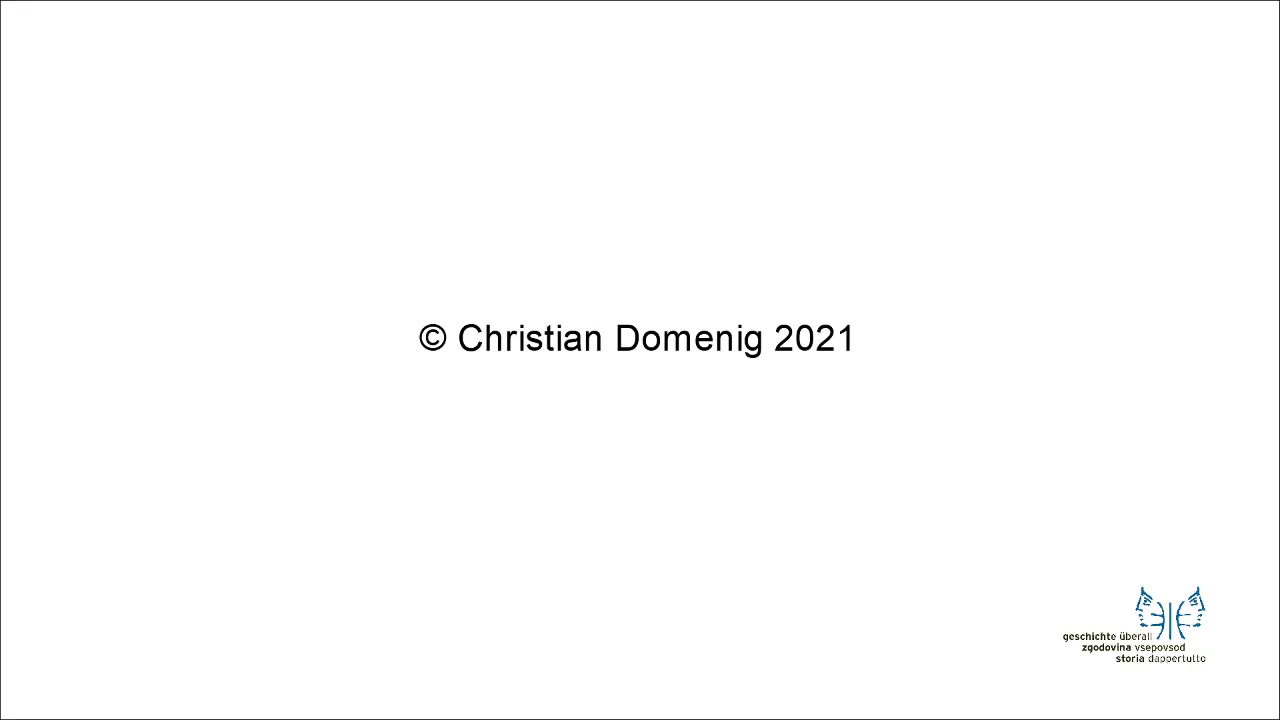 © Christian Domenig 2021
geschichte überall
zgodovina vsepovsod
storia dappertutto